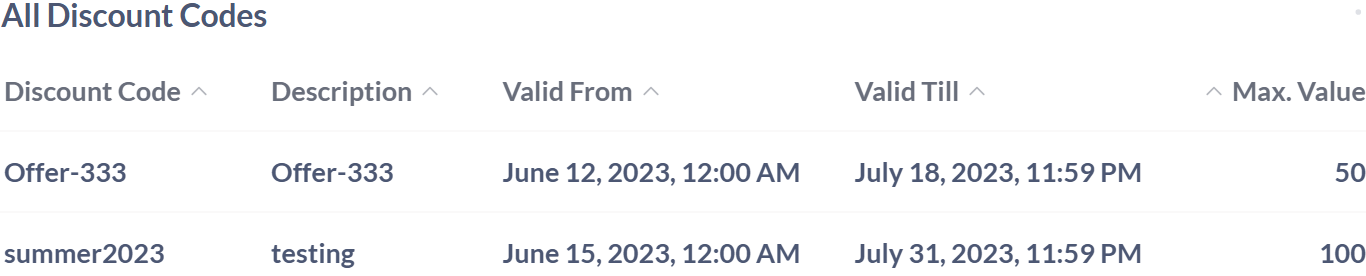 All Discount Codes
Discount Code Description Valid From Valid Till Max. Value
Offer-333 Offer-333 June 12, 2023, 12:00 AM July 18, 2023, 11:59 PM 50
summer2023 testing June 15, 2023, 12:00 AM July 31, 2023, 11:59 PM 100